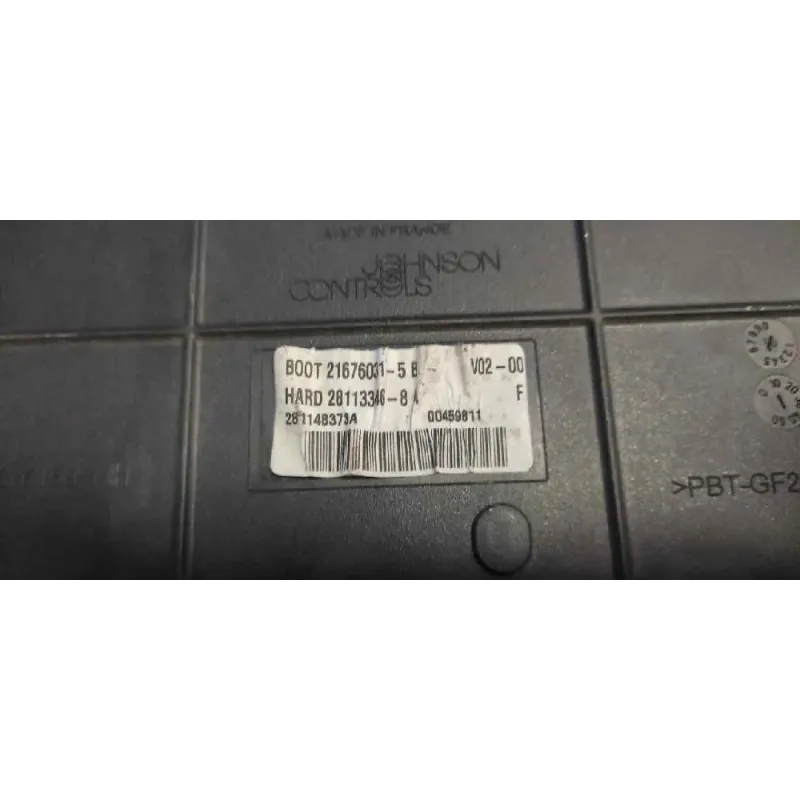 MADE IN FRANCE
JOHNSON
CONTROLS
BOOT 21676031-5 B - V02-00
HARD 28113346-8 F
281148373A 00459811
>PBT-GF2